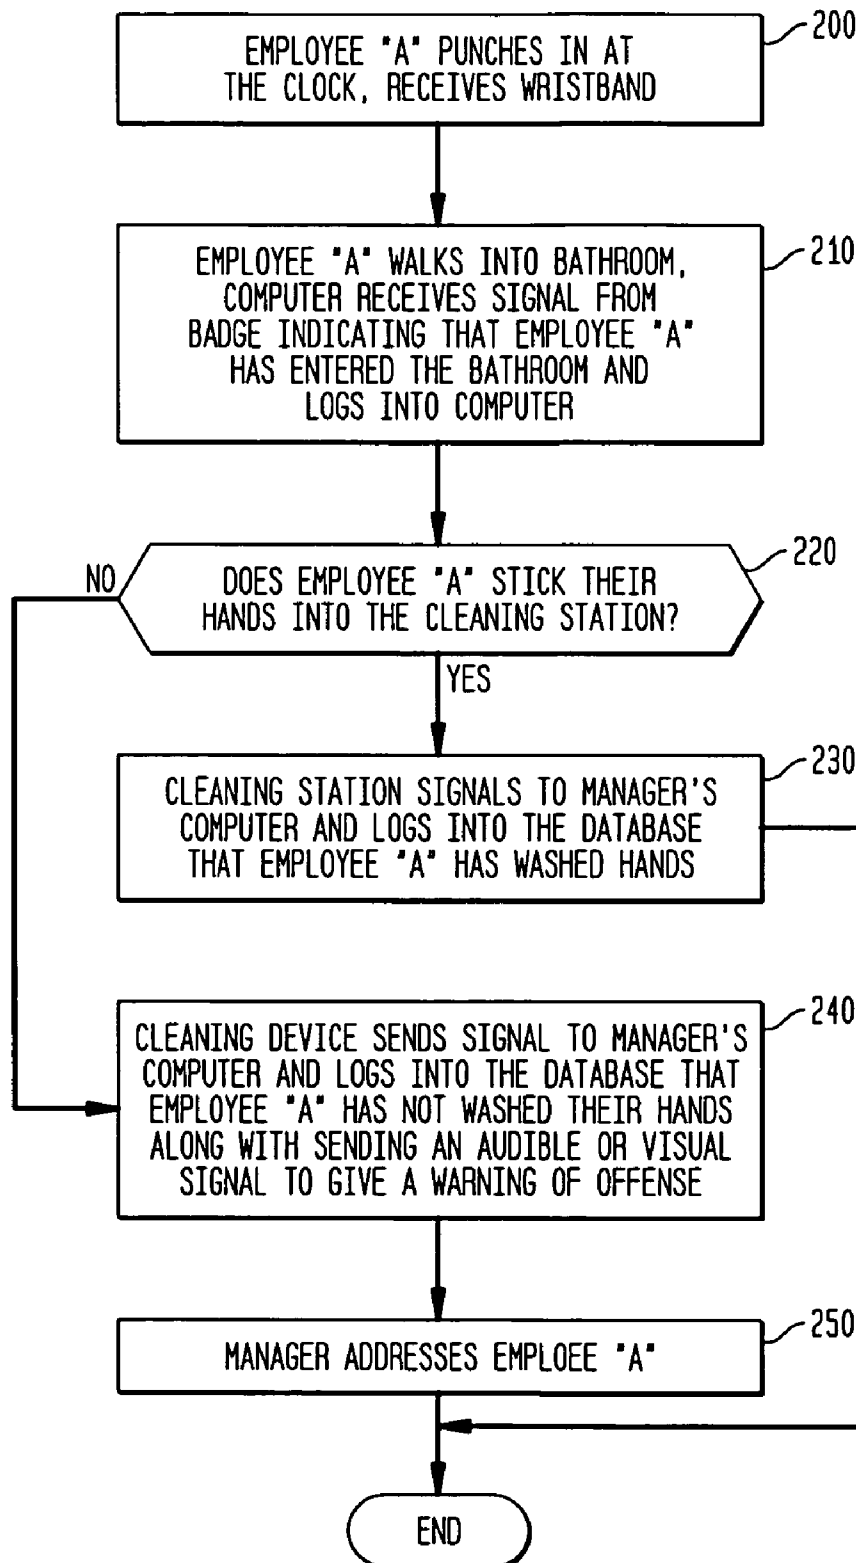 200
EMPLOYEE "A" PUNCHES IN AT
THE CLOCK, RECEIVES WRISTBAND
210
EMPLOYEE "A" WALKS INTO BATHROOM,
COMPUTER RECEIVES SIGNAL FROM
BADGE INDICATING THAT EMPLOYEE "A"
HAS ENTERED THE BATHROOM AND
LOGS INTO COMPUTER
220
NO
DOES EMPLOYEE "A" STICK THEIR
HANDS INTO THE CLEANING STATION?
YES
230
CLEANING STATION SIGNALS TO MANAGER'S
COMPUTER AND LOGS INTO THE DATABASE
THAT EMPLOYEE "A" HAS WASHED HANDS
240
CLEANING DEVICE SENDS SIGNAL TO MANAGER'S
COMPUTER AND LOGS INTO THE DATABASE THAT
EMPLOYEE "A" HAS NOT WASHED THEIR HANDS
ALONG WITH SENDING AN AUDIBLE OR VISUAL
SIGNAL TO GIVE A WARNING OF OFFENSE
250
MANAGER ADDRESSES EMPLOEE "A"
END